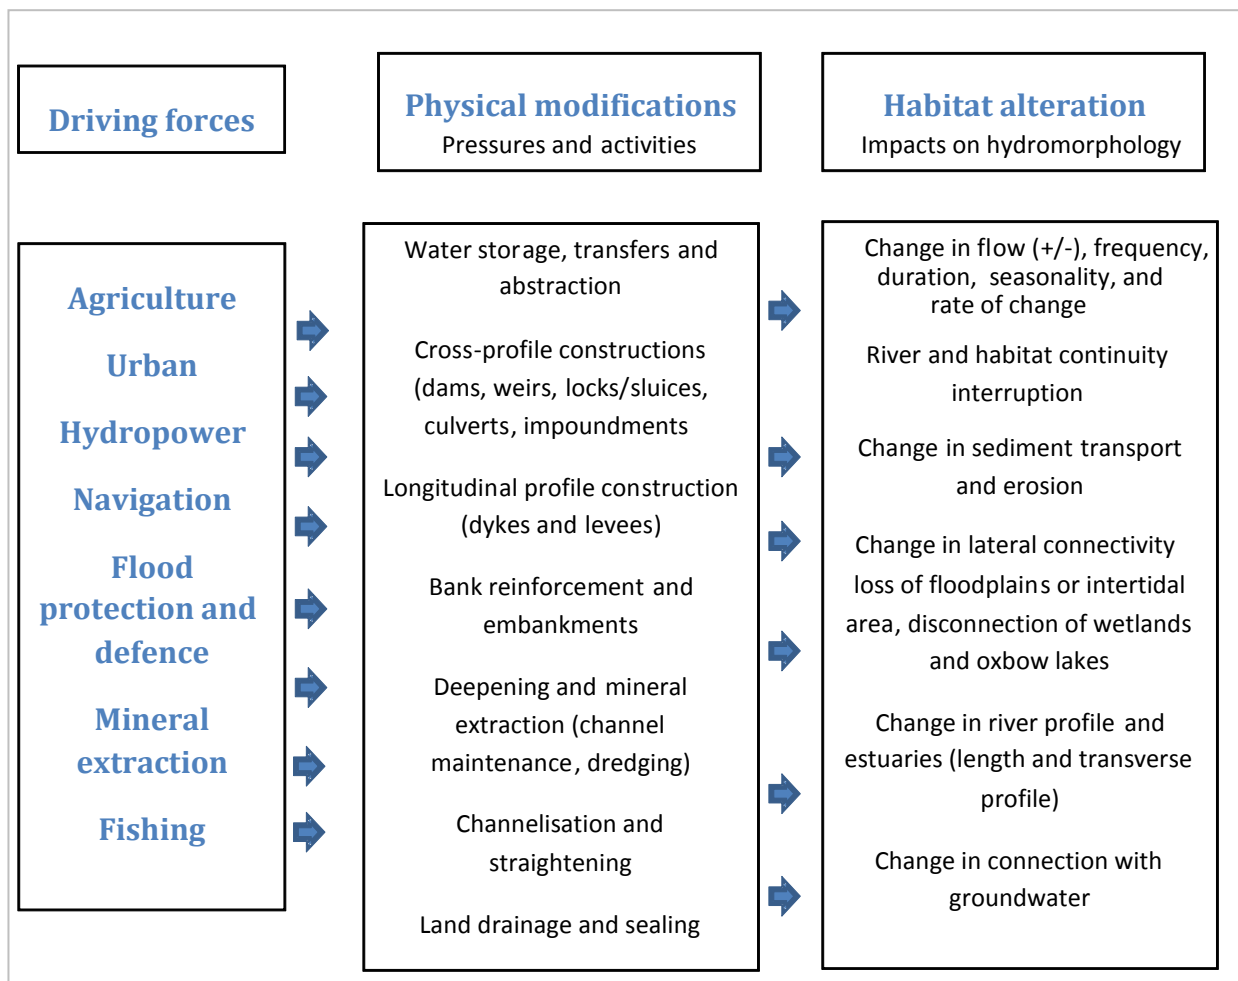 Driving forces
Physical modifications
Pressures and activities
Habitat alteration
Impacts on hydromorphology
Agriculture
Urban
Hydropower
Navigation
Flood
protection and
defence
Mineral
extraction
Fishing
Water storage, transfers and
abstraction
Cross-profile constructions
(dams, weirs, locks/sluices,
culverts, impoundments
Longitudinal profile construction
(dykes and levees)
Bank reinforcement and
embankments
Deepening and mineral
extraction (channel
maintenance, dredging)
Channelisation and
straightening
Land drainage and sealing
Change in flow (+/-), frequency,
duration, seasonality, and
rate of change
River and habitat continuity
interruption
Change in sediment transport
and erosion
Change in lateral connectivity
loss of floodplains or intertidal
area, disconnection of wetlands
and oxbow lakes
Change in river profile and
estuaries (length and transverse
profile)
Change in connection with
groundwater